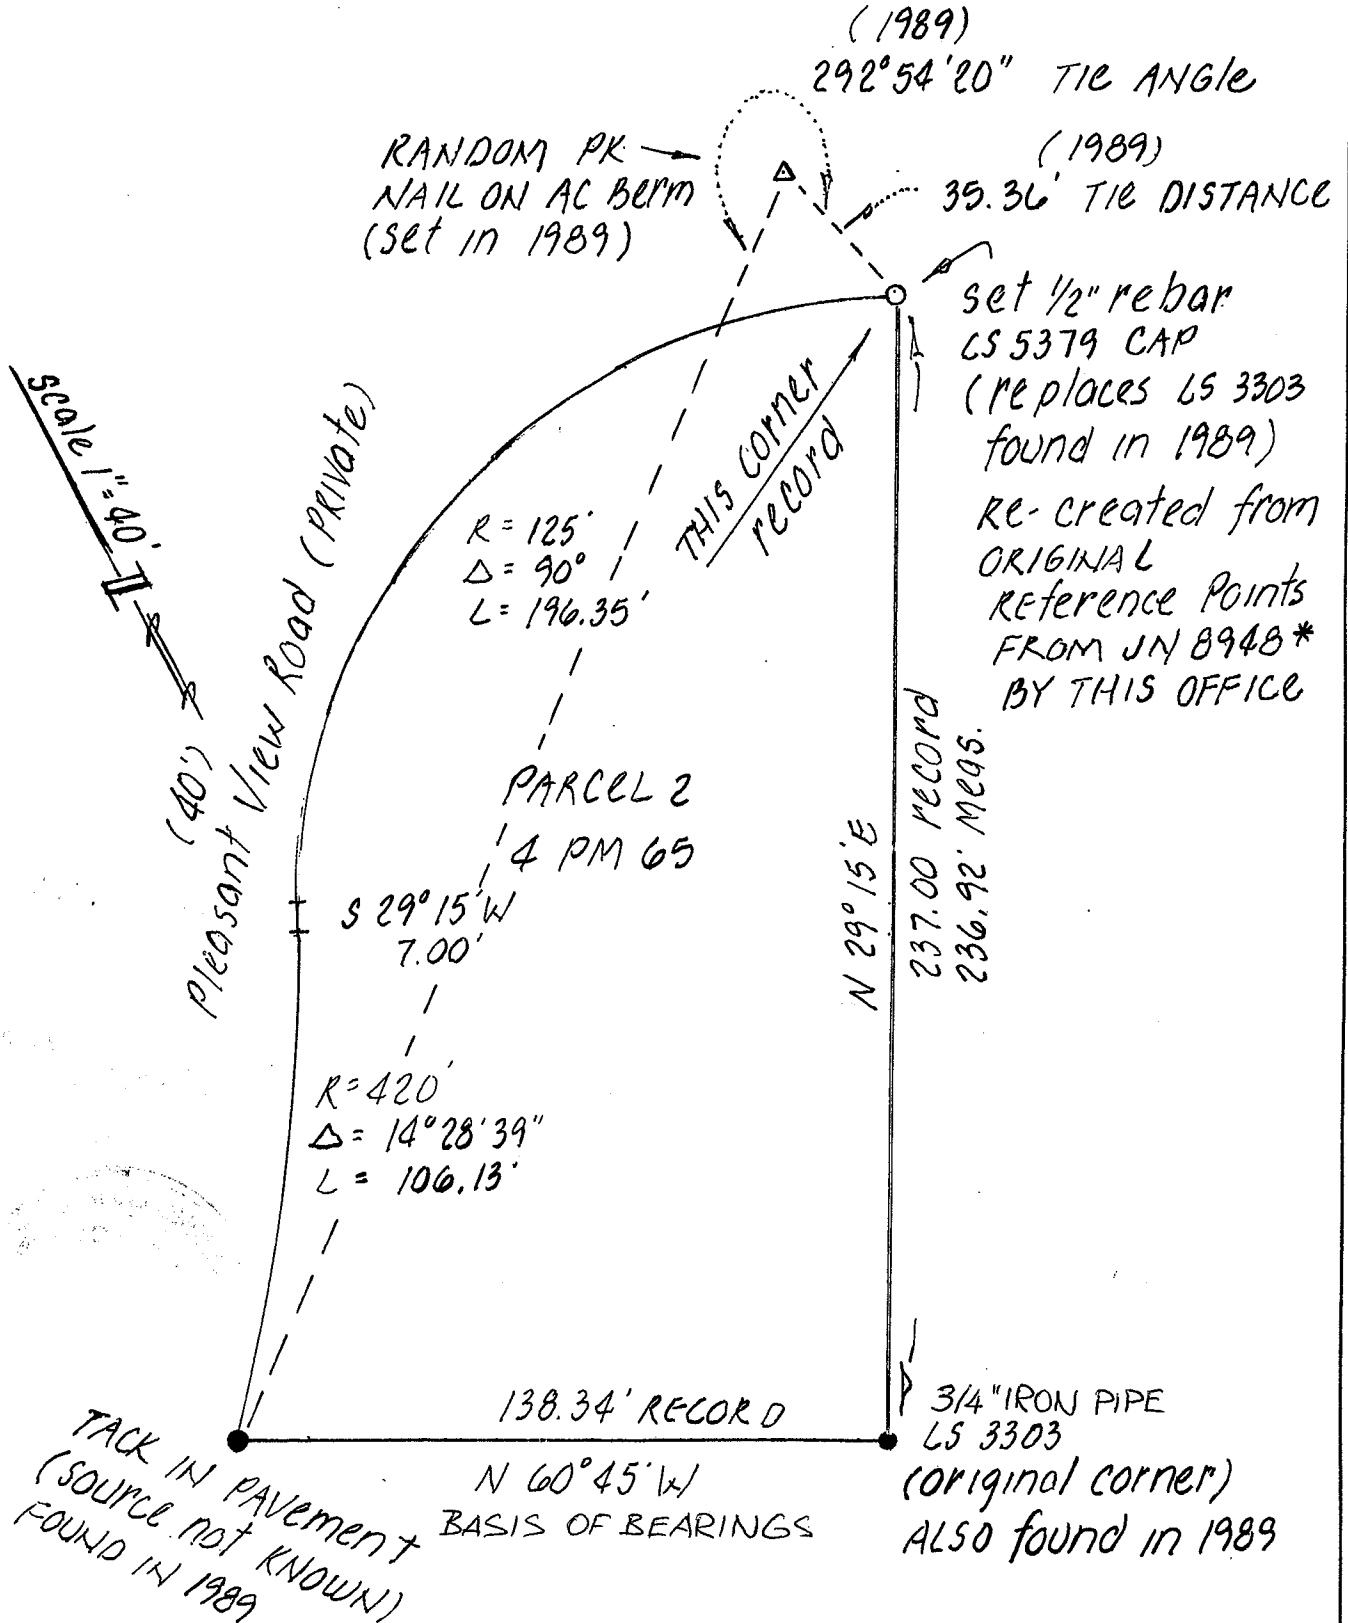 (1989)
292°54'20" TIE ANGLE
RANDOM PK
NAIL ON AC Berm
(set in 1989)
(1989)
35.36' TIE DISTANCE
set 1/2" rebar
LS 5379 CAP
(replaces LS 3303
found in 1989)
Re-created from
ORIGINAL
Reference Points
FROM JN 8948*
BY THIS OFFICE
THIS CORNER
record
scale 1"=40'
(40')
Pleasant View Road (PRIVATE)
R = 125'
Δ = 90°
L = 196.35'
PARCEL 2
4 PM 65
S 29°15' W
7.00'
N 29°15' E
237.00 record
236.92' Meas.
R = 420'
Δ = 14°28'39"
L = 106.13'
138.34' RECORD
N 60°45' W
BASIS OF BEARINGS
3/4" IRON PIPE
LS 3303
(original corner)
ALSO found in 1989
TACK IN PAVEMENT
(source not KNOWN)
FOUND IN 1989